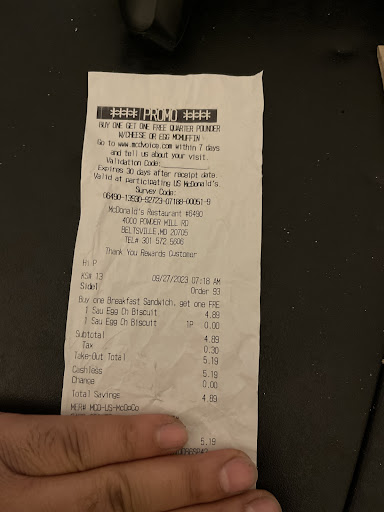 **** PROMO ****
BUY ONE GET ONE FREE QUARTER POUNDER
W/CHEESE OR EGG MCMUFFIN
Go to www.mcdvoice.com within 7 days
and tell us about your visit.
Validation Code:
Expires 30 days after receipt date.
Valid at participating US McDonald's.
Survey Code:
06490-13930-92723-07188-00051-9
McDonald's Restaurant #6490
4000 POWDER MILL RD
BELTSVILLE,MD 20705
TEL# 301 572 5606
Thank You Rewards Customer
KS# 13 09/27/2023 07:18 AM
Side1 Order 93
Buy one Breakfast Sandwich, get one FRE
1 Sau Egg Ch Biscuit 4.89
1 Sau Egg Ch Biscuit 1P 0.00
Subtotal 4.89
Tax 0.30
Take-Out Total 5.19
Cashless 5.19
Change 0.00
Total Savings 4.89
MER# MCD-US-McOpCo
5.19